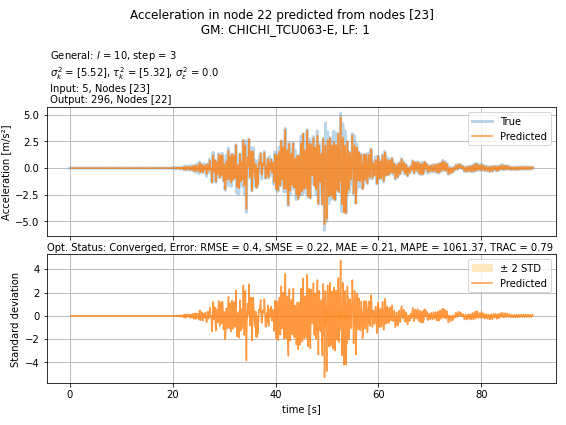 Acceleration in node 22 predicted from nodes [23]
GM: CHICHI_TCU063-E, LF: 1
General: l = 10, step = 3
σ²ₖ = [5.52], τ²ₖ = [5.32], σ²ε = 0.0
Input: 5, Nodes [23]
Output: 296, Nodes [22]
Acceleration [m/s²]
5.0
2.5
0.0
−2.5
−5.0
True
Predicted
Opt. Status: Converged, Error: RMSE = 0.4, SMSE = 0.22, MAE = 0.21, MAPE = 1061.37, TRAC = 0.79
Standard deviation
4
2
0
−2
−4
± 2 STD
Predicted
0 20 40 60 80
time [s]